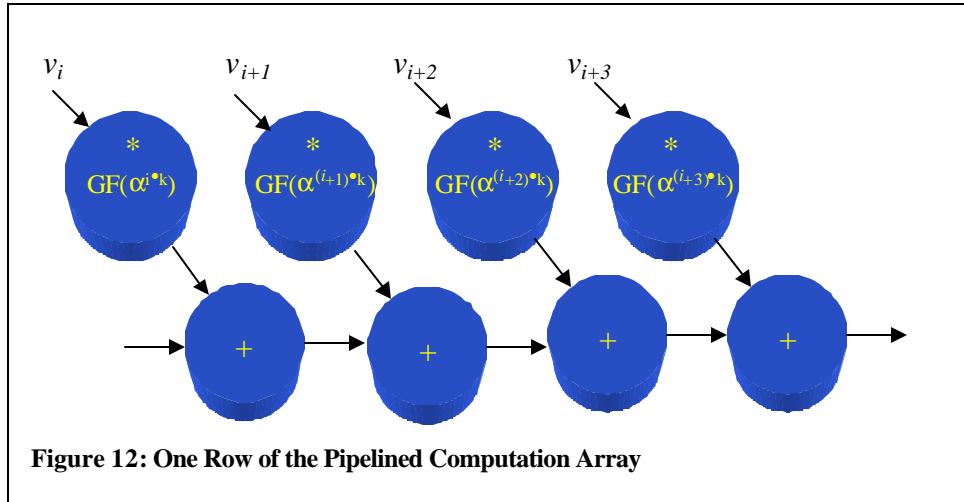 v_i v_{i+1} v_{i+2} v_{i+3}
* * * *
GF(α^{i•k}) GF(α^{(i+1)•k}) GF(α^{(i+2)•k}) GF(α^{(i+3)•k})
+ + + +
Figure 12: One Row of the Pipelined Computation Array